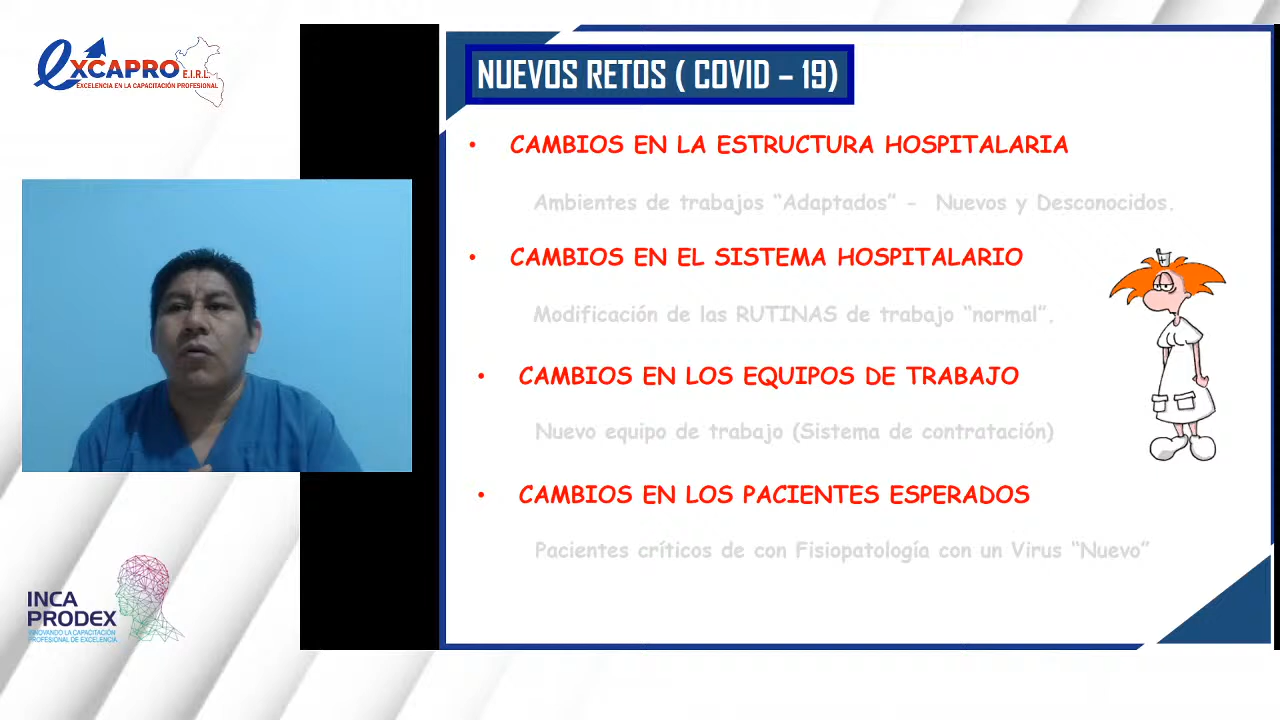 exCAPRO E.I.R.L.
EXCELENCIA EN LA CAPACITACIÓN PROFESIONAL
NUEVOS RETOS ( COVID – 19)
• CAMBIOS EN LA ESTRUCTURA HOSPITALARIA
Ambientes de trabajos “Adaptados” - Nuevos y Desconocidos.
• CAMBIOS EN EL SISTEMA HOSPITALARIO
Modificación de las RUTINAS de trabajo “normal”.
• CAMBIOS EN LOS EQUIPOS DE TRABAJO
Nuevo equipo de trabajo (Sistema de contratación)
• CAMBIOS EN LOS PACIENTES ESPERADOS
Pacientes críticos de con Fisiopatología con un Virus “Nuevo”
INCA
PRODEX
INNOVANDO LA CAPACITACIÓN
PROFESIONAL DE EXCELENCIA